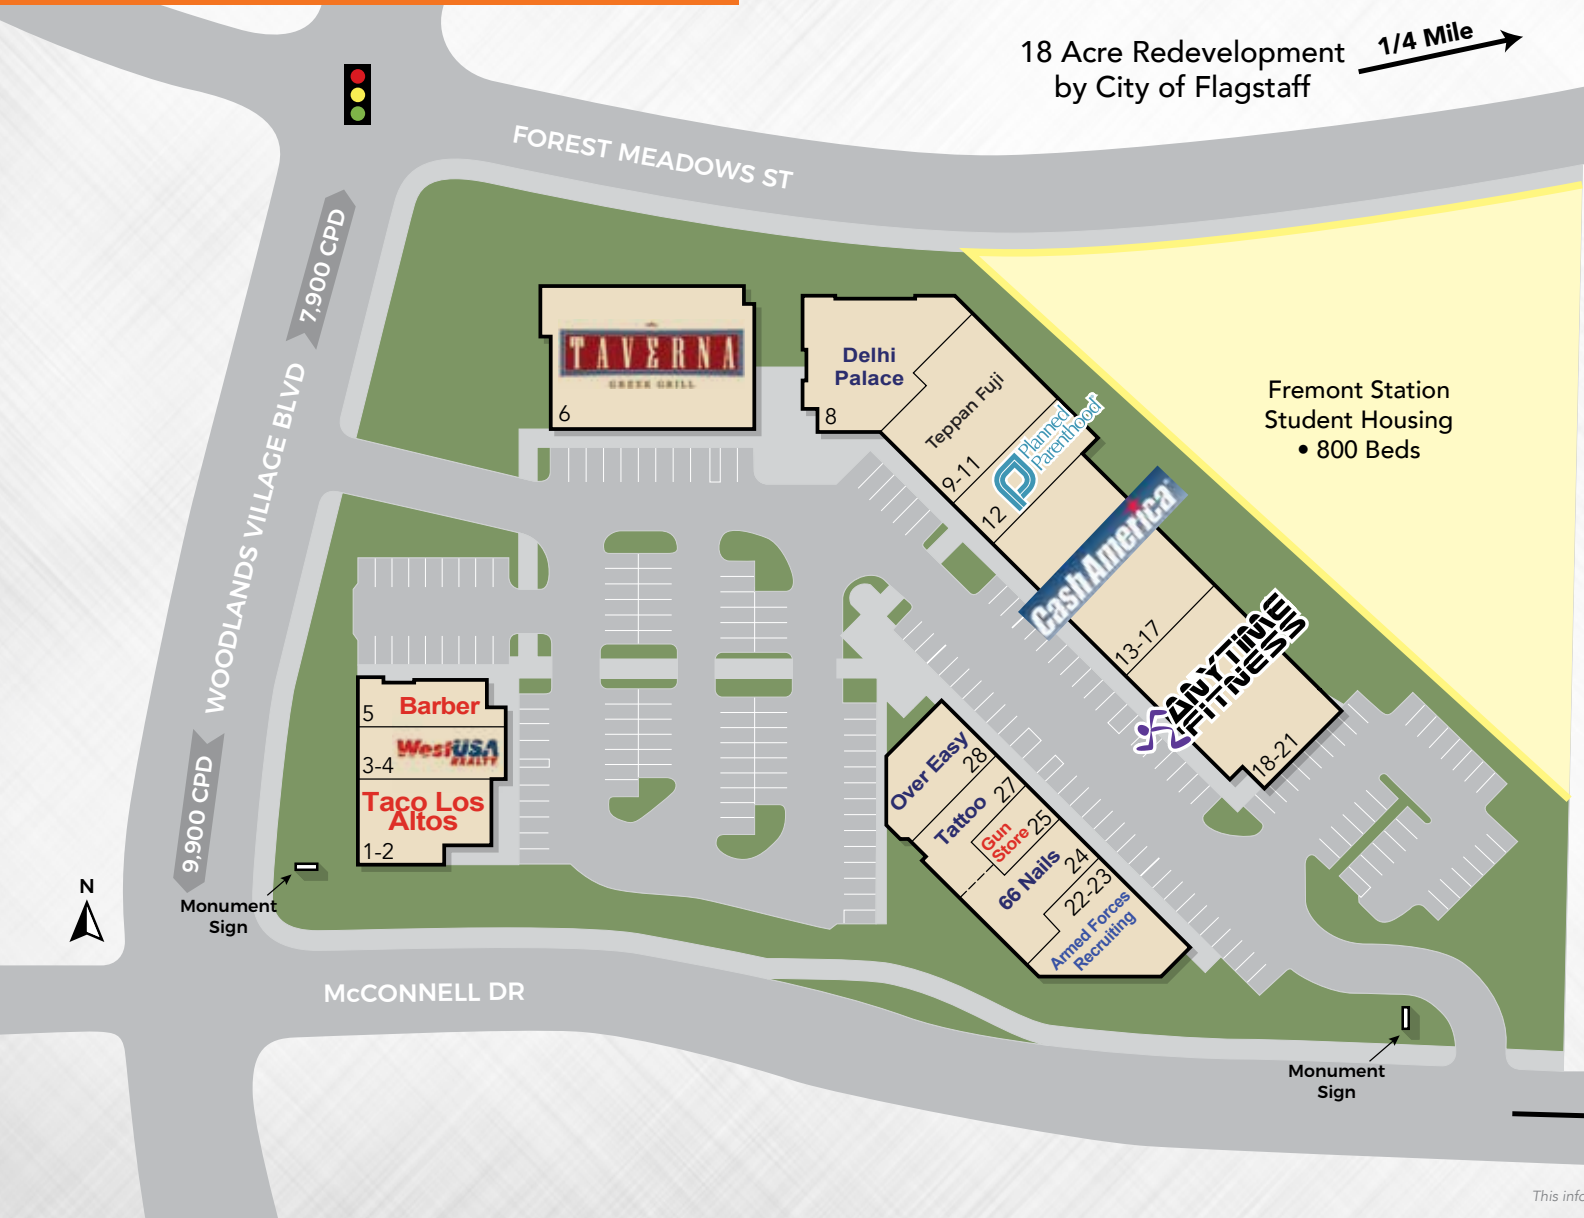 18 Acre Redevelopment
by City of Flagstaff
1/4 Mile
FOREST MEADOWS ST
7,900 CPD
WOODLANDS VILLAGE BLVD
9,900 CPD
TAVERNA
GREEK GRILL
6
Delhi
Palace
8
Teppan Fuji
9-11
Planned
Parenthood®
12
CashAmerica
13-17
ANYTIME
FITNESS
18-21
Fremont Station
Student Housing
• 800 Beds
Barber
5
WestUSA
REALTY
3-4
Taco Los
Altos
1-2
Over Easy
28
Tattoo
27
Gun
Store
25
66 Nails
24
22-23
Armed Forces
Recruiting
N
Monument
Sign
McCONNELL DR
Monument
Sign
This info